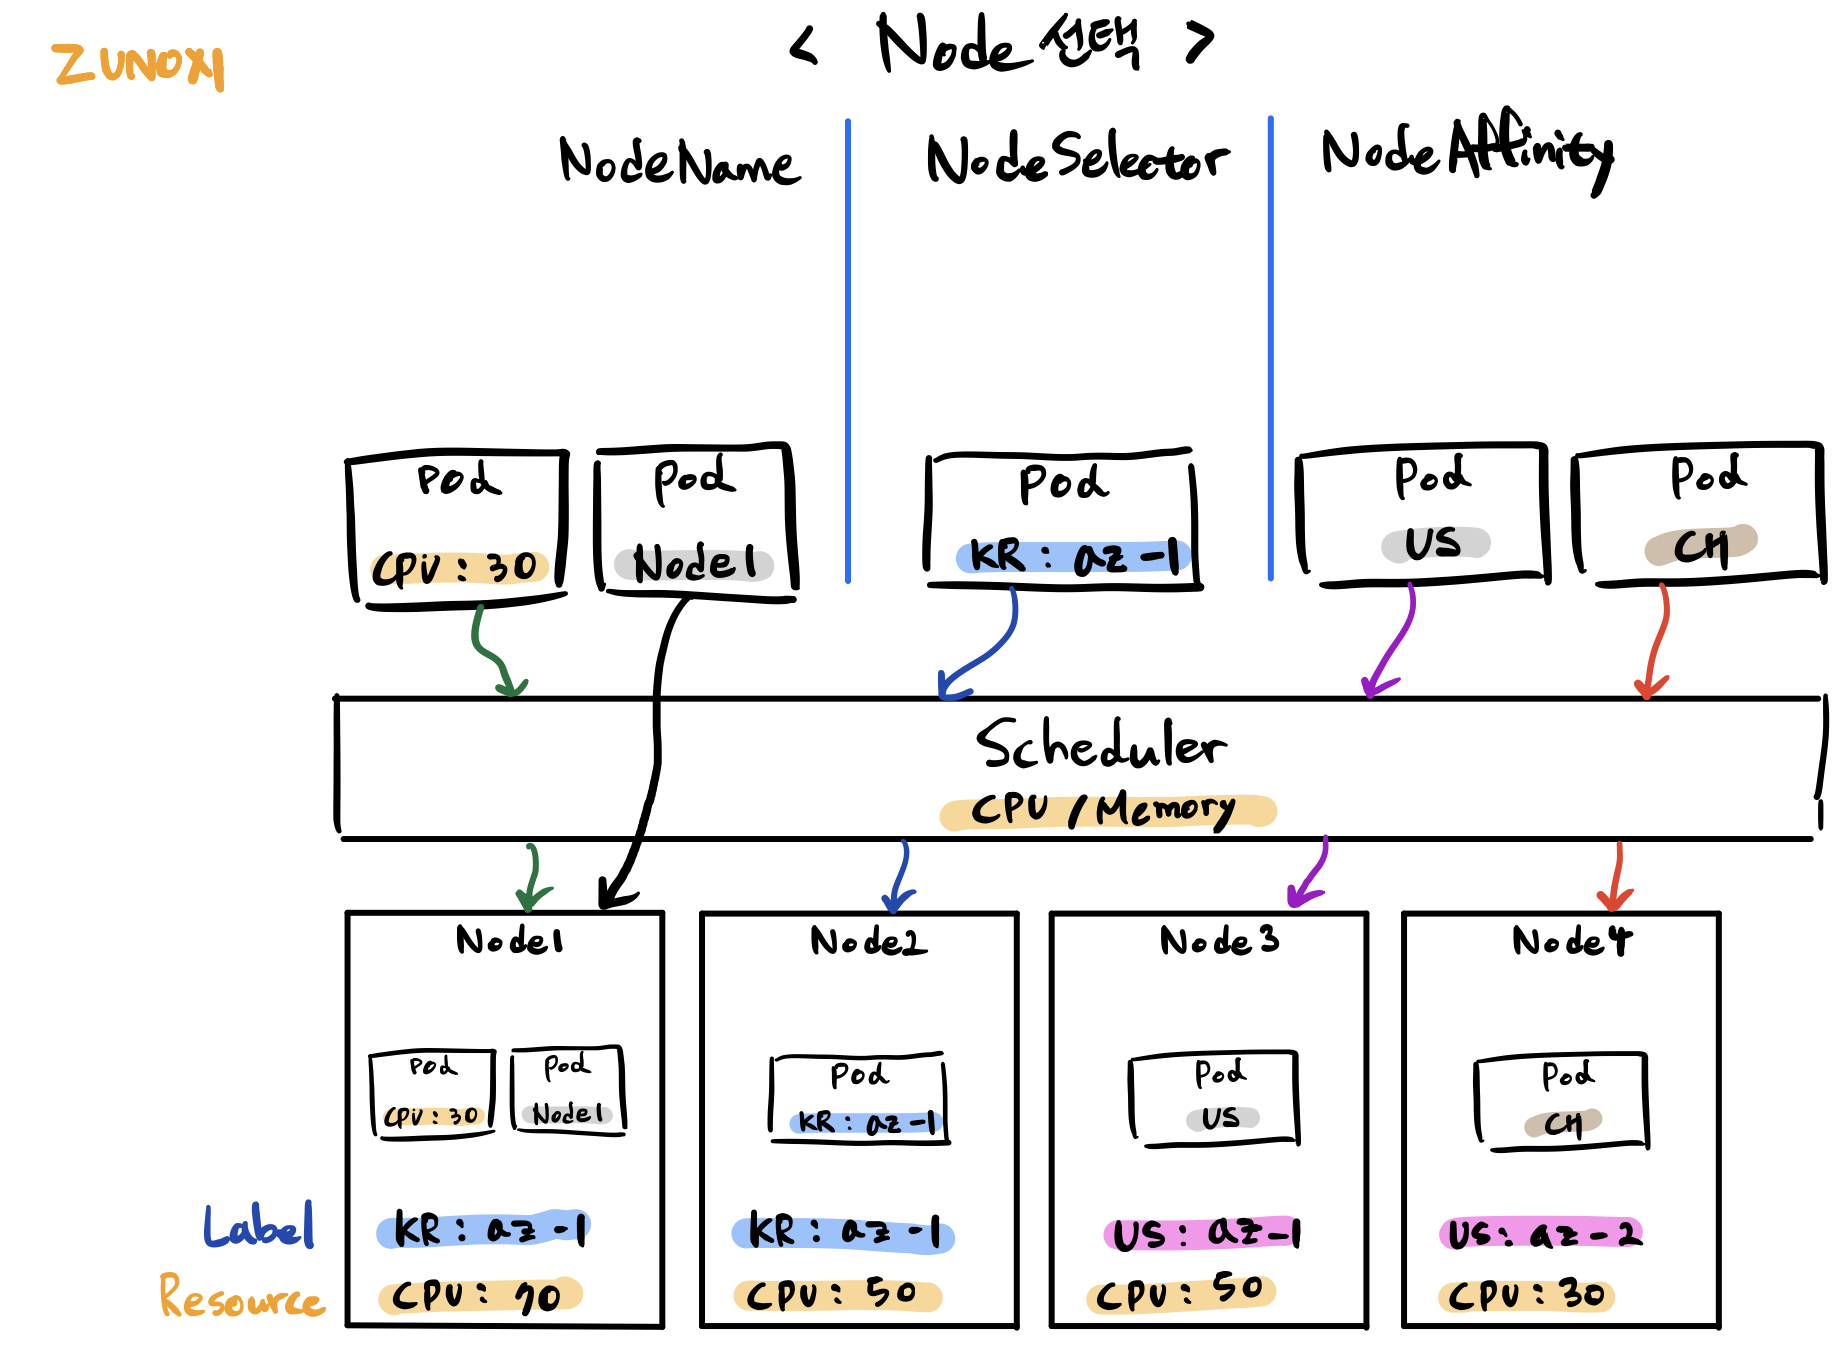 ZUNOXI
< Node 선택 >
NodeName
NodeSelector
NodeAffinity
Pod
CPU : 30
Pod
Node1
Pod
KR : az-1
Pod
US
Pod
CH
Scheduler
CPU / Memory
Node1
Pod
CPU : 30
Pod
Node1
KR : az-1
CPU : 70
Node2
Pod
KR : az-1
KR : az-1
CPU : 50
Node3
Pod
US
US : az-1
CPU : 50
Node4
Pod
CH
US : az-2
CPU : 30
Label
Resource